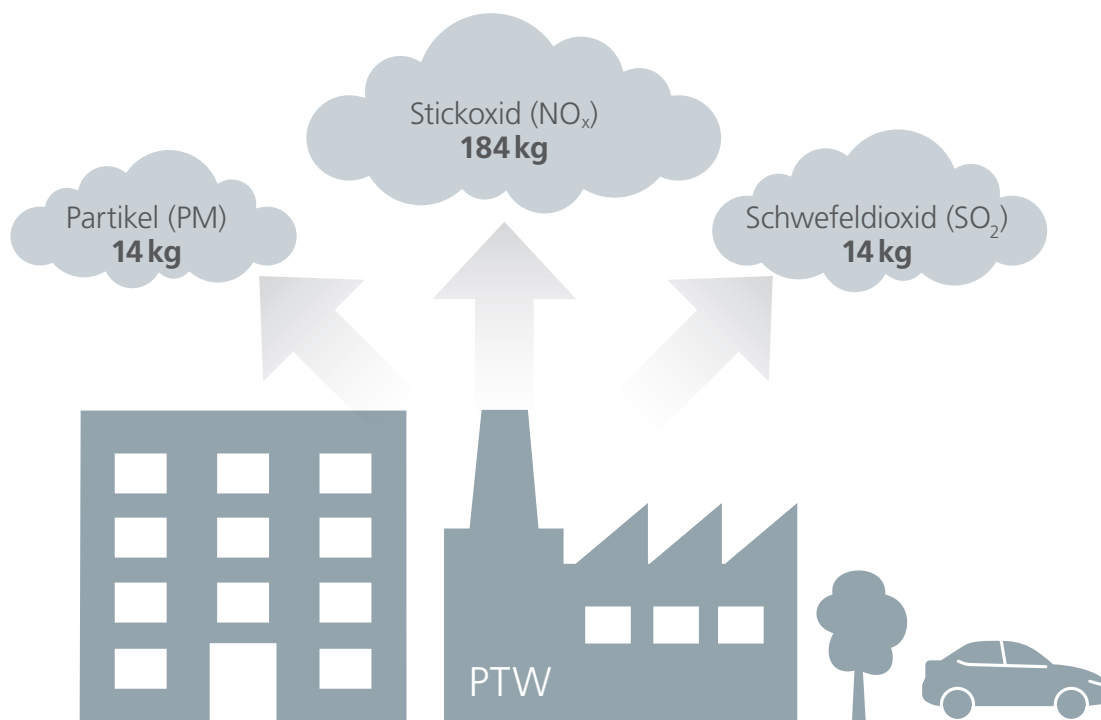 Stickoxid (NOₓ)
184 kg
Partikel (PM)
14 kg
Schwefeldioxid (SO₂)
14 kg
PTW